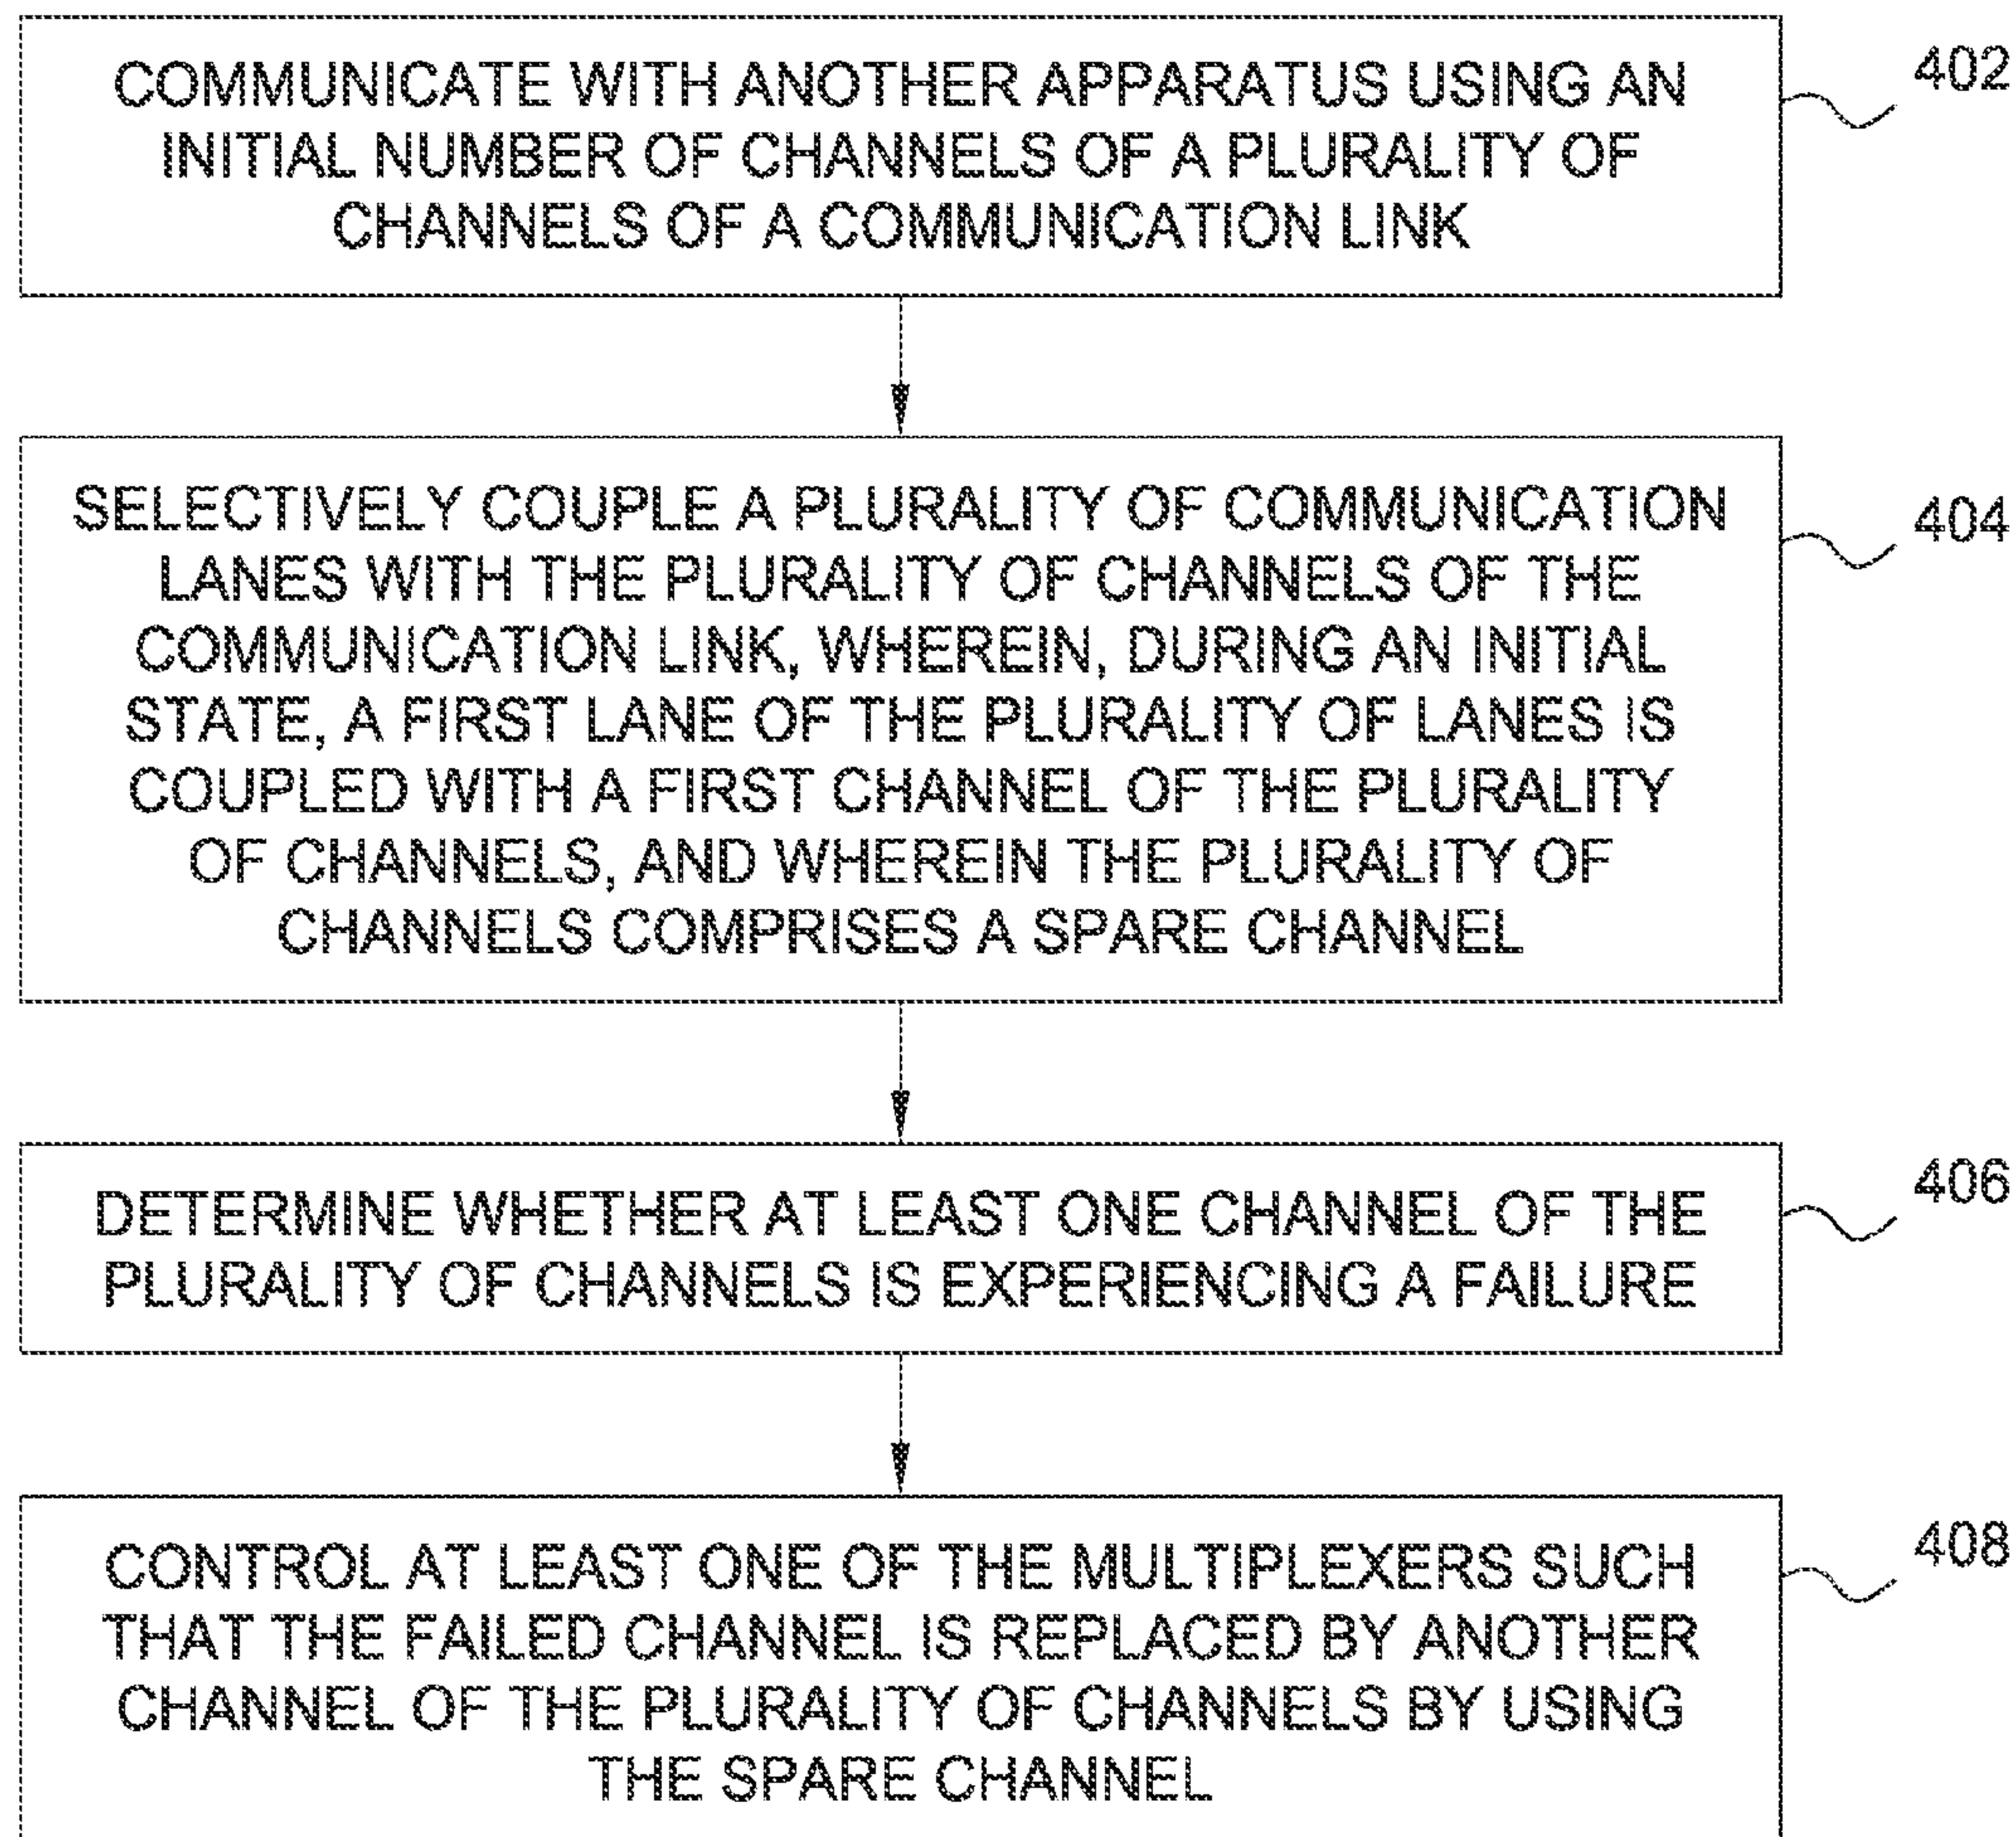 COMMUNICATE WITH ANOTHER APPARATUS USING AN
INITIAL NUMBER OF CHANNELS OF A PLURALITY OF
CHANNELS OF A COMMUNICATION LINK
402
SELECTIVELY COUPLE A PLURALITY OF COMMUNICATION
LANES WITH THE PLURALITY OF CHANNELS OF THE
COMMUNICATION LINK, WHEREIN, DURING AN INITIAL
STATE, A FIRST LANE OF THE PLURALITY OF LANES IS
COUPLED WITH A FIRST CHANNEL OF THE PLURALITY
OF CHANNELS, AND WHEREIN THE PLURALITY OF
CHANNELS COMPRISES A SPARE CHANNEL
404
DETERMINE WHETHER AT LEAST ONE CHANNEL OF THE
PLURALITY OF CHANNELS IS EXPERIENCING A FAILURE
406
CONTROL AT LEAST ONE OF THE MULTIPLEXERS SUCH
THAT THE FAILED CHANNEL IS REPLACED BY ANOTHER
CHANNEL OF THE PLURALITY OF CHANNELS BY USING
THE SPARE CHANNEL
408